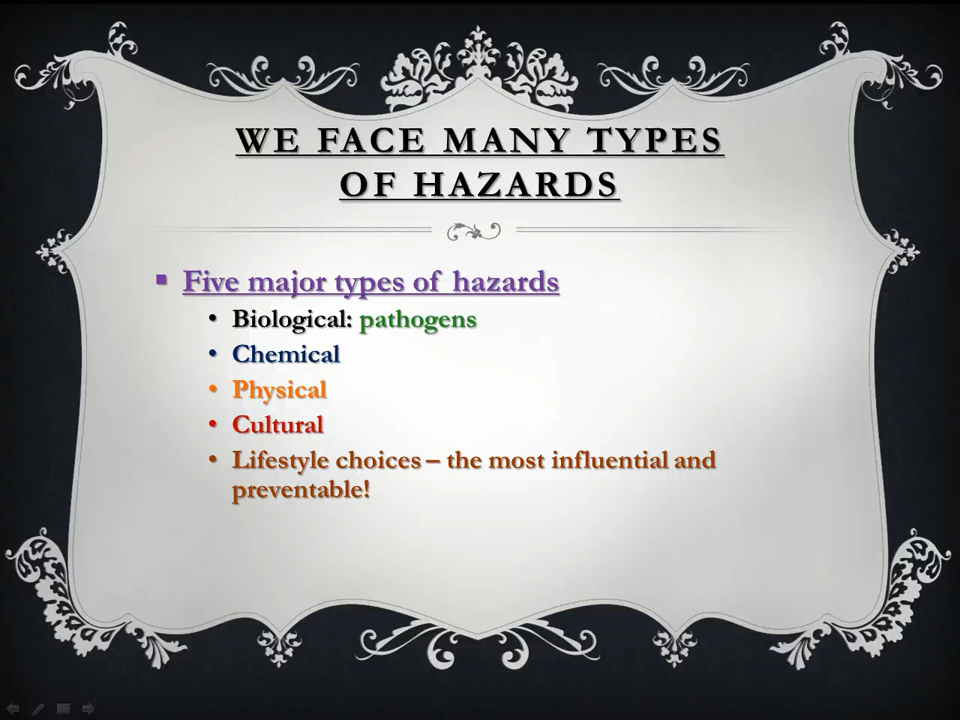 WE FACE MANY TYPES
OF HAZARDS
▪ Five major types of hazards
• Biological: pathogens
• Chemical
• Physical
• Cultural
• Lifestyle choices – the most influential and
preventable!